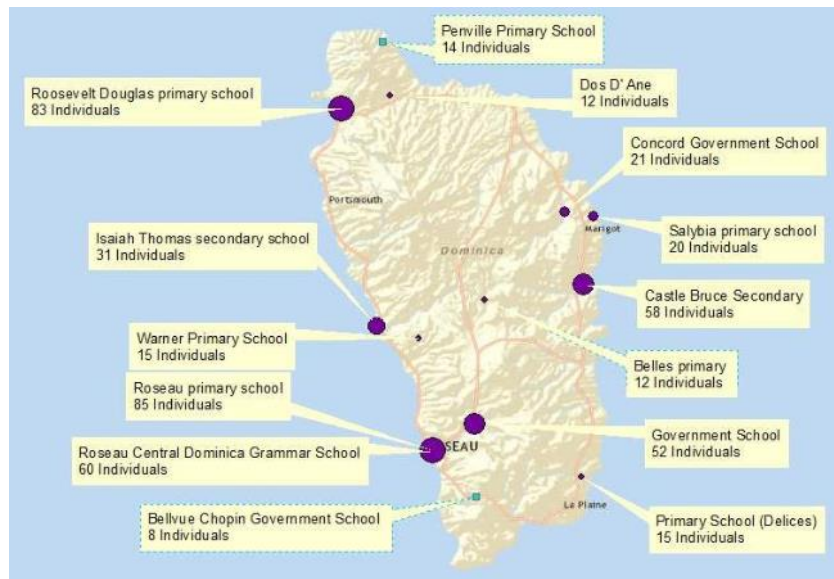 Penville Primary School
14 Individuals
Roosevelt Douglas primary school
83 Individuals
Dos D' Ane
12 Individuals
Concord Government School
21 Individuals
Portsmouth
Marigot
Salybia primary school
20 Individuals
Isaiah Thomas secondary school
31 Individuals
Dominica
Castle Bruce Secondary
58 Individuals
Warner Primary School
15 Individuals
Belles primary
12 Individuals
Roseau primary school
85 Individuals
Government School
52 Individuals
SEAU
Roseau Central Dominica Grammar School
60 Individuals
La Plaine
Bellvue Chopin Government School
8 Individuals
Primary School (Delices)
15 Individuals